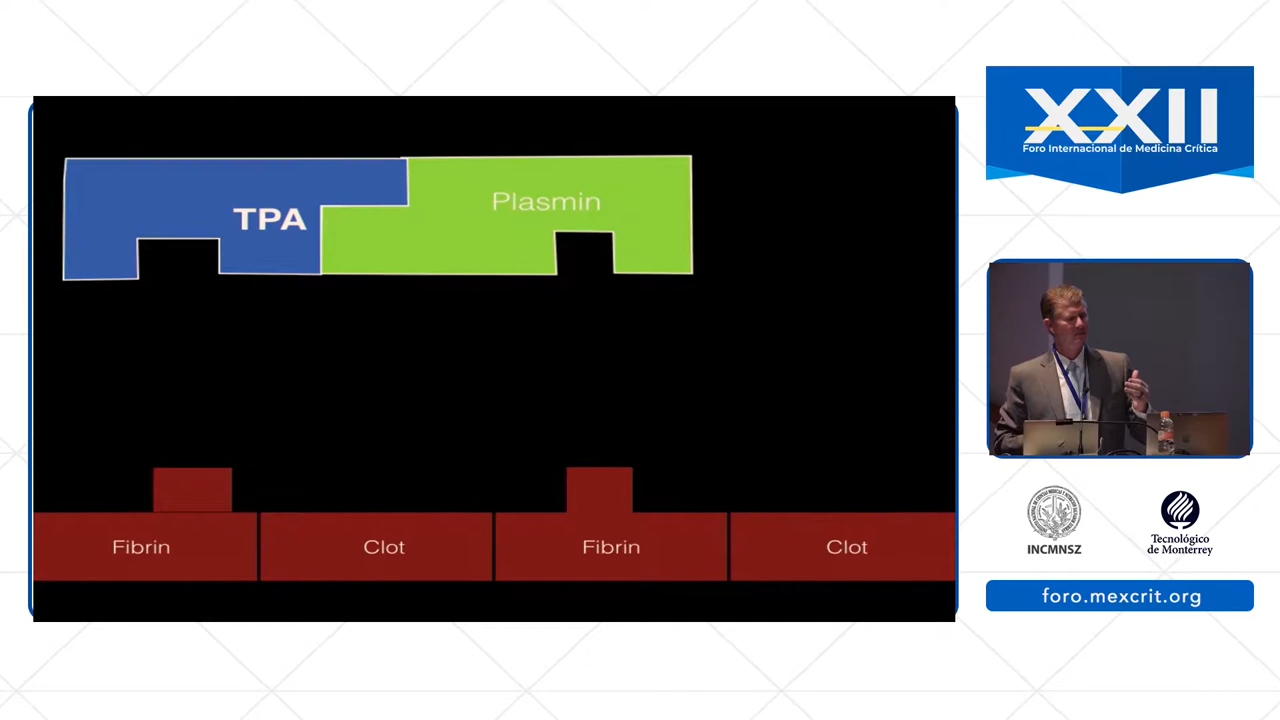 TPA
Plasmin
Fibrin
Clot
Fibrin
Clot
XXII
Foro Internacional de Medicina Crítica
INCMNSZ
Tecnológico
de Monterrey
foro.mexcrit.org